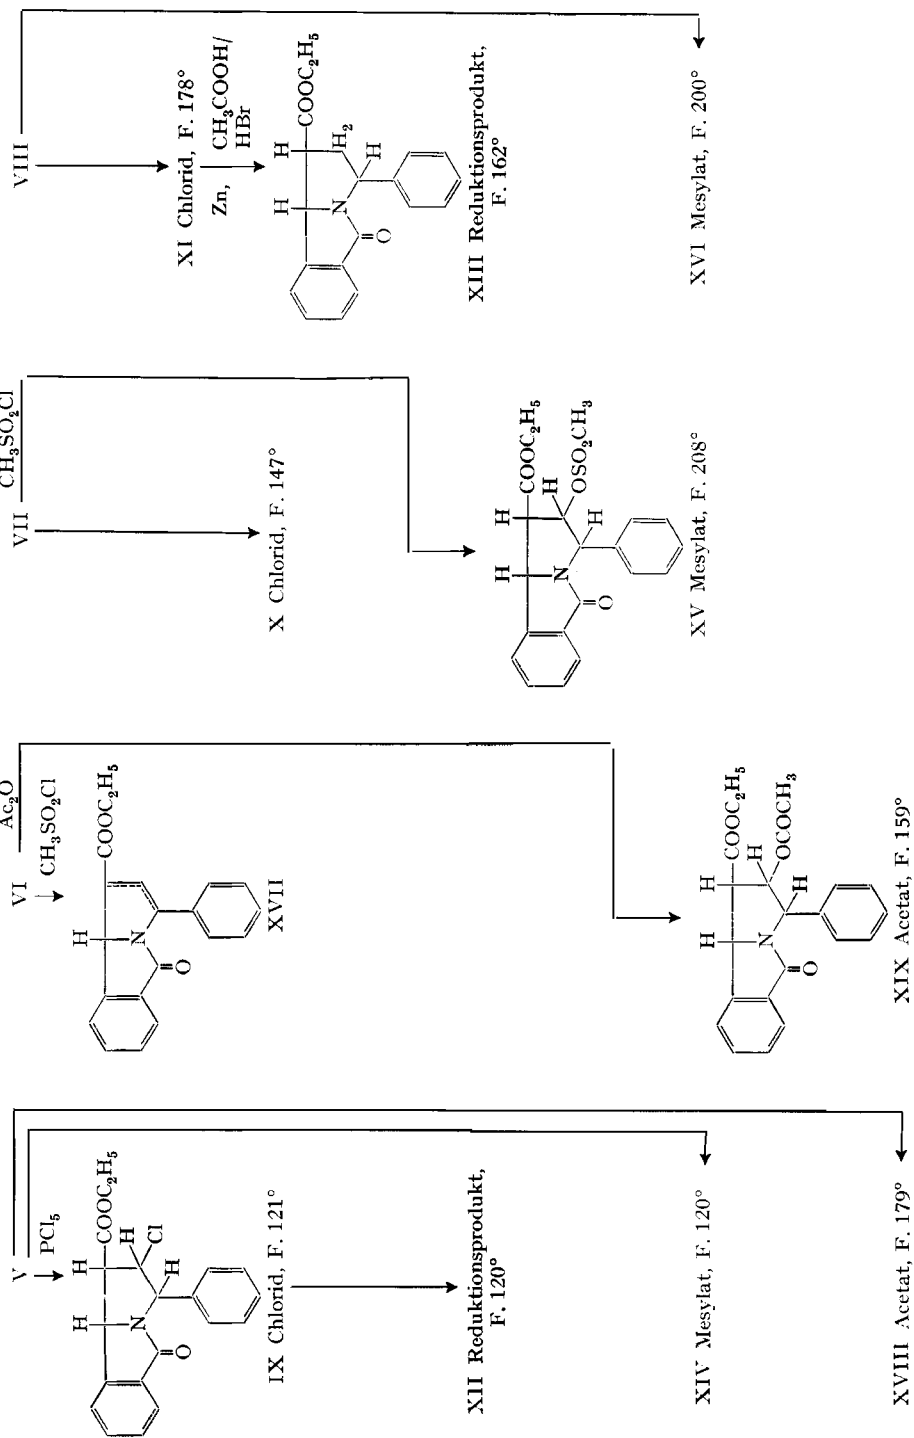 V
PCl5
H
H
COOC2H5
H
Cl
H
N
O
IX Chlorid, F. 121°
XII Reduktionsprodukt,
F. 120°
XIV Mesylat, F. 120°
XVIII Acetat, F. 179°
VI
Ac2O
CH3SO2Cl
H
COOC2H5
N
O
XVII
H
H
COOC2H5
H
OCOCH3
H
N
O
XIX Acetat, F. 159°
VII
CH3SO2Cl
X Chlorid, F. 147°
H
H
COOC2H5
H
OSO2CH3
H
N
O
XV Mesylat, F. 208°
VIII
XI Chlorid, F. 178°
Zn,
CH3COOH/
HBr
H
H
COOC2H5
H2
H
N
O
XIII Reduktionsprodukt,
F. 162°
XVI Mesylat, F. 200°